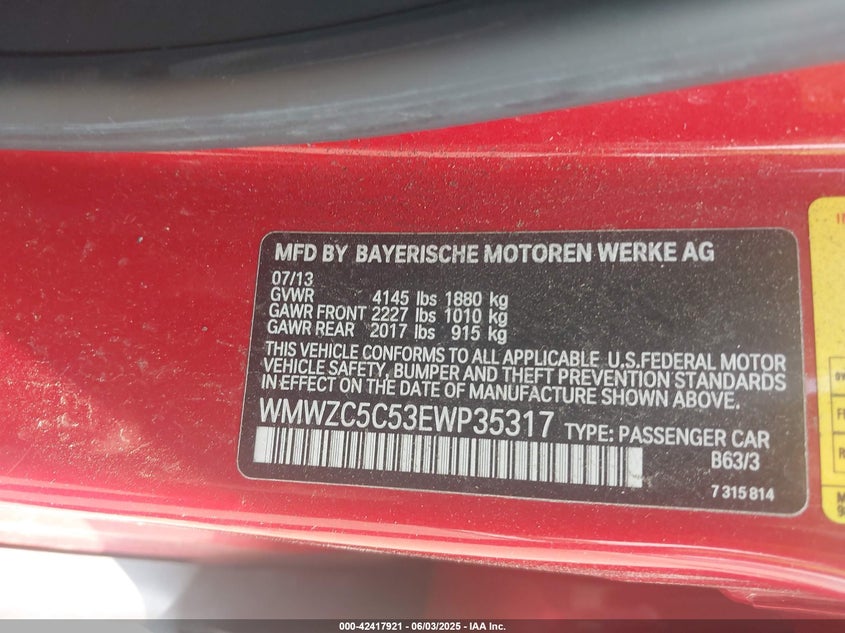 MFD BY BAYERISCHE MOTOREN WERKE AG
07/13
GVWR 4145 lbs 1880 kg
GAWR FRONT 2227 lbs 1010 kg
GAWR REAR 2017 lbs 915 kg
THIS VEHICLE CONFORMS TO ALL APPLICABLE U.S.FEDERAL MOTOR
VEHICLE SAFETY, BUMPER AND THEFT PREVENTION STANDARDS
IN EFFECT ON THE DATE OF MANUFACTURE SHOWN ABOVE.
WMWZC5C53EWP35317 TYPE: PASSENGER CAR
B63/3
7 315 814
000-42417921 - 06/03/2025 - IAA Inc.